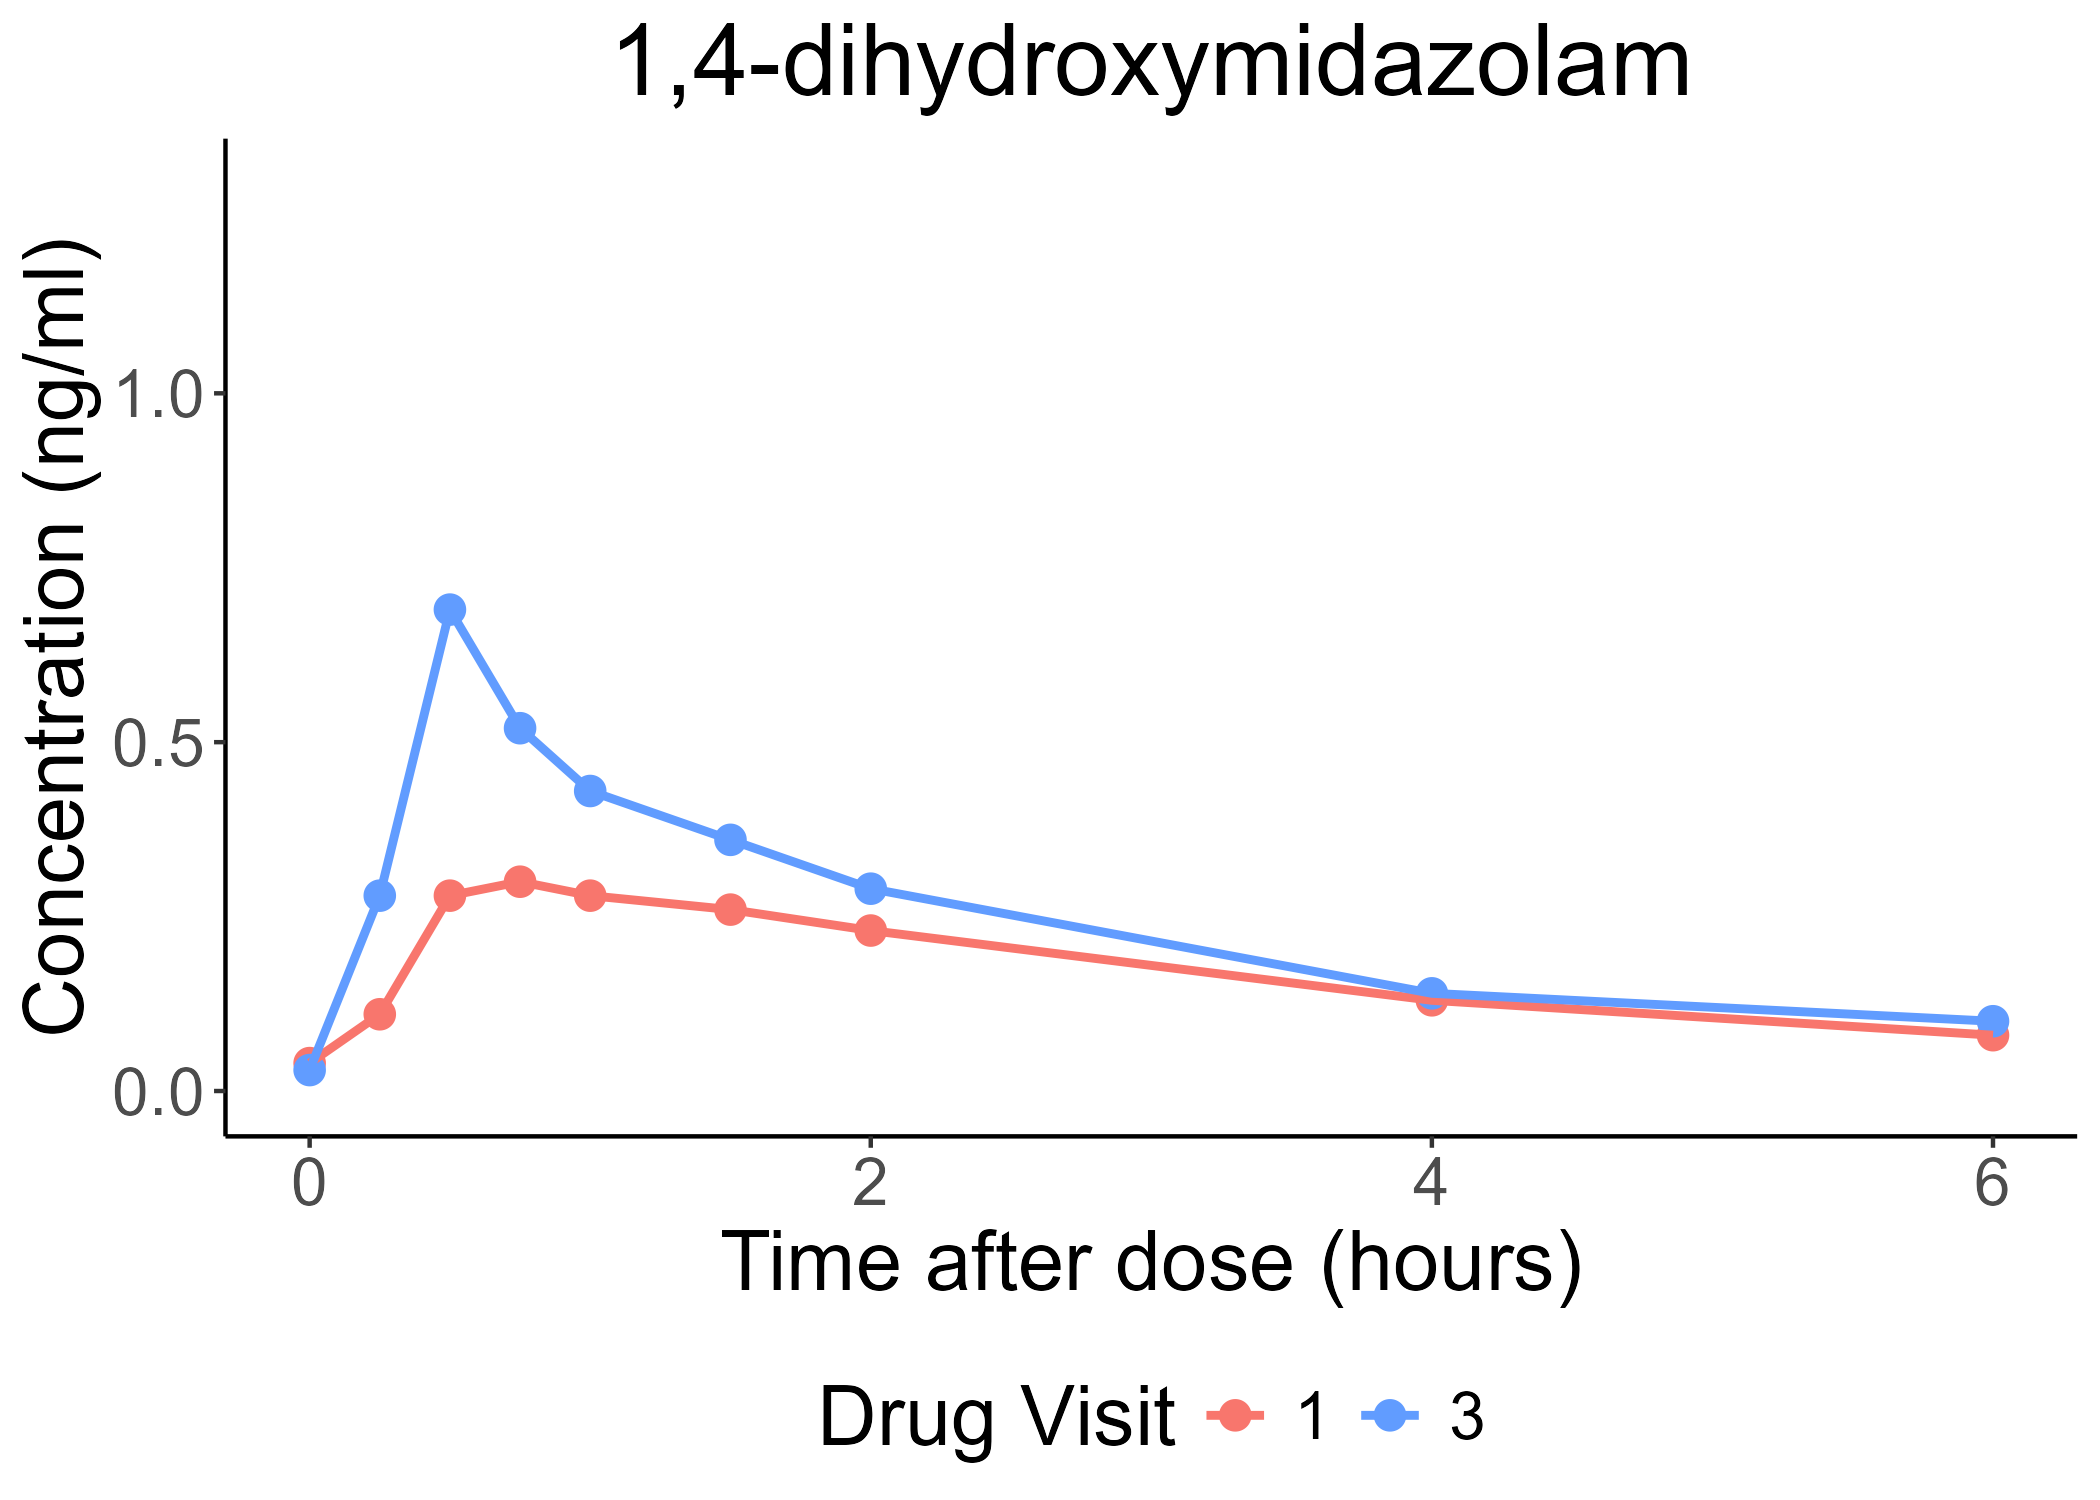 1,4-dihydroxymidazolam
Concentration (ng/ml)
1.0
0.5
0.0
0 2 4 6
Time after dose (hours)
Drug Visit 1 3